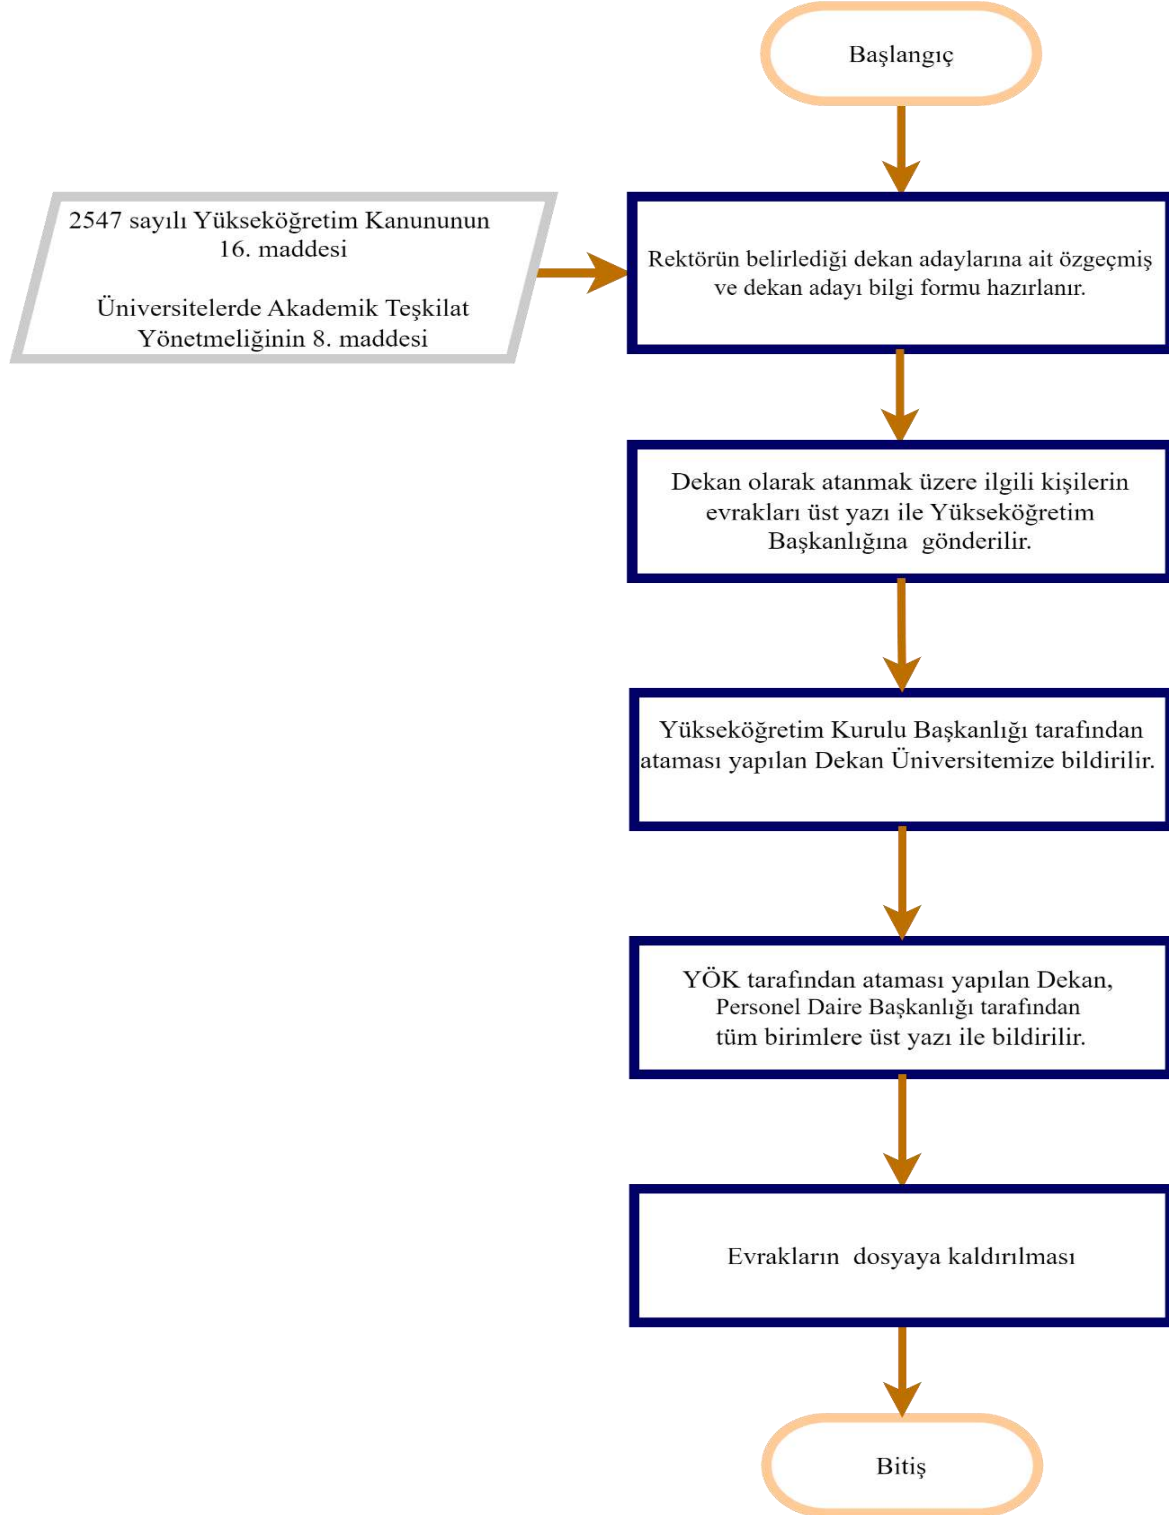 Başlangıç
2547 sayılı Yükseköğretim Kanununun
16. maddesi
Üniversitelerde Akademik Teşkilat
Yönetmeliğinin 8. maddesi
Rektörün belirlediği dekan adaylarına ait özgeçmiş
ve dekan adayı bilgi formu hazırlanır.
Dekan olarak atanmak üzere ilgili kişilerin
evrakları üst yazı ile Yükseköğretim
Başkanlığına gönderilir.
Yükseköğretim Kurulu Başkanlığı tarafından
ataması yapılan Dekan Üniversitemize bildirilir.
YÖK tarafından ataması yapılan Dekan,
Personel Daire Başkanlığı tarafından
tüm birimlere üst yazı ile bildirilir.
Evrakların dosyaya kaldırılması
Bitiş